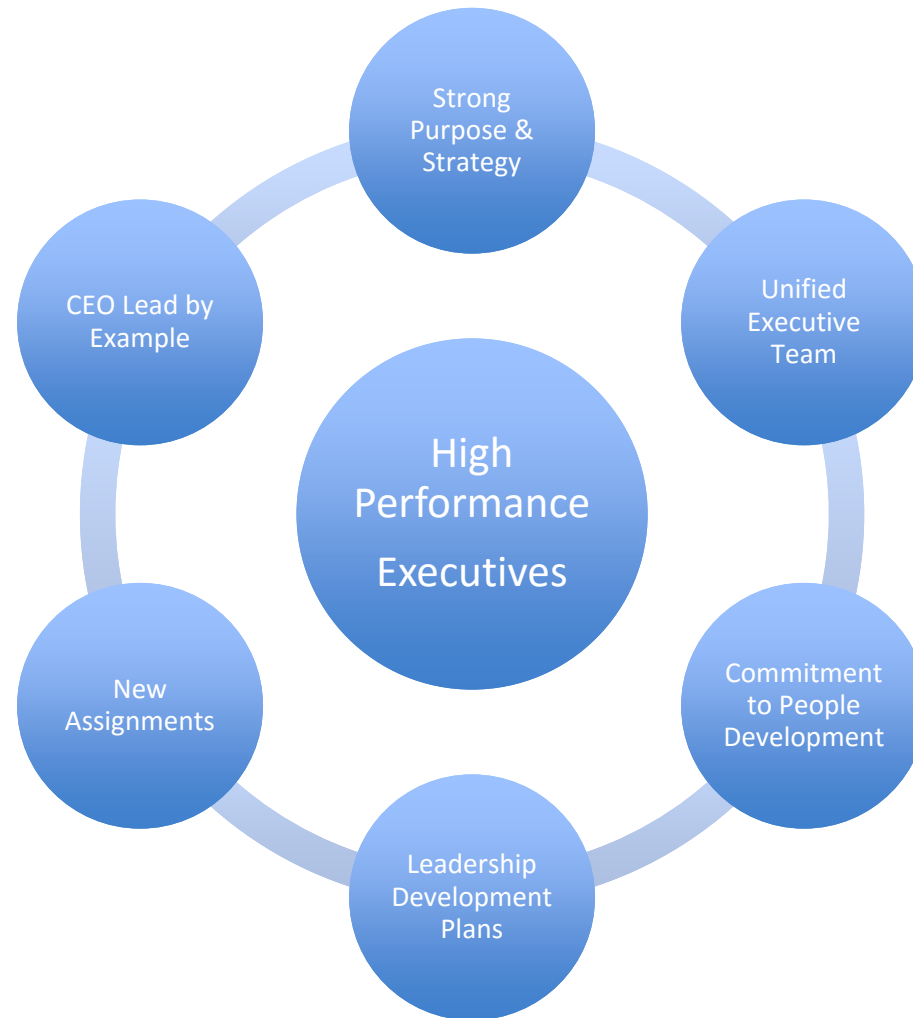 Strong
Purpose &
Strategy
Unified
Executive
Team
Commitment
to People
Development
Leadership
Development
Plans
New
Assignments
CEO Lead by
Example
High
Performance
Executives